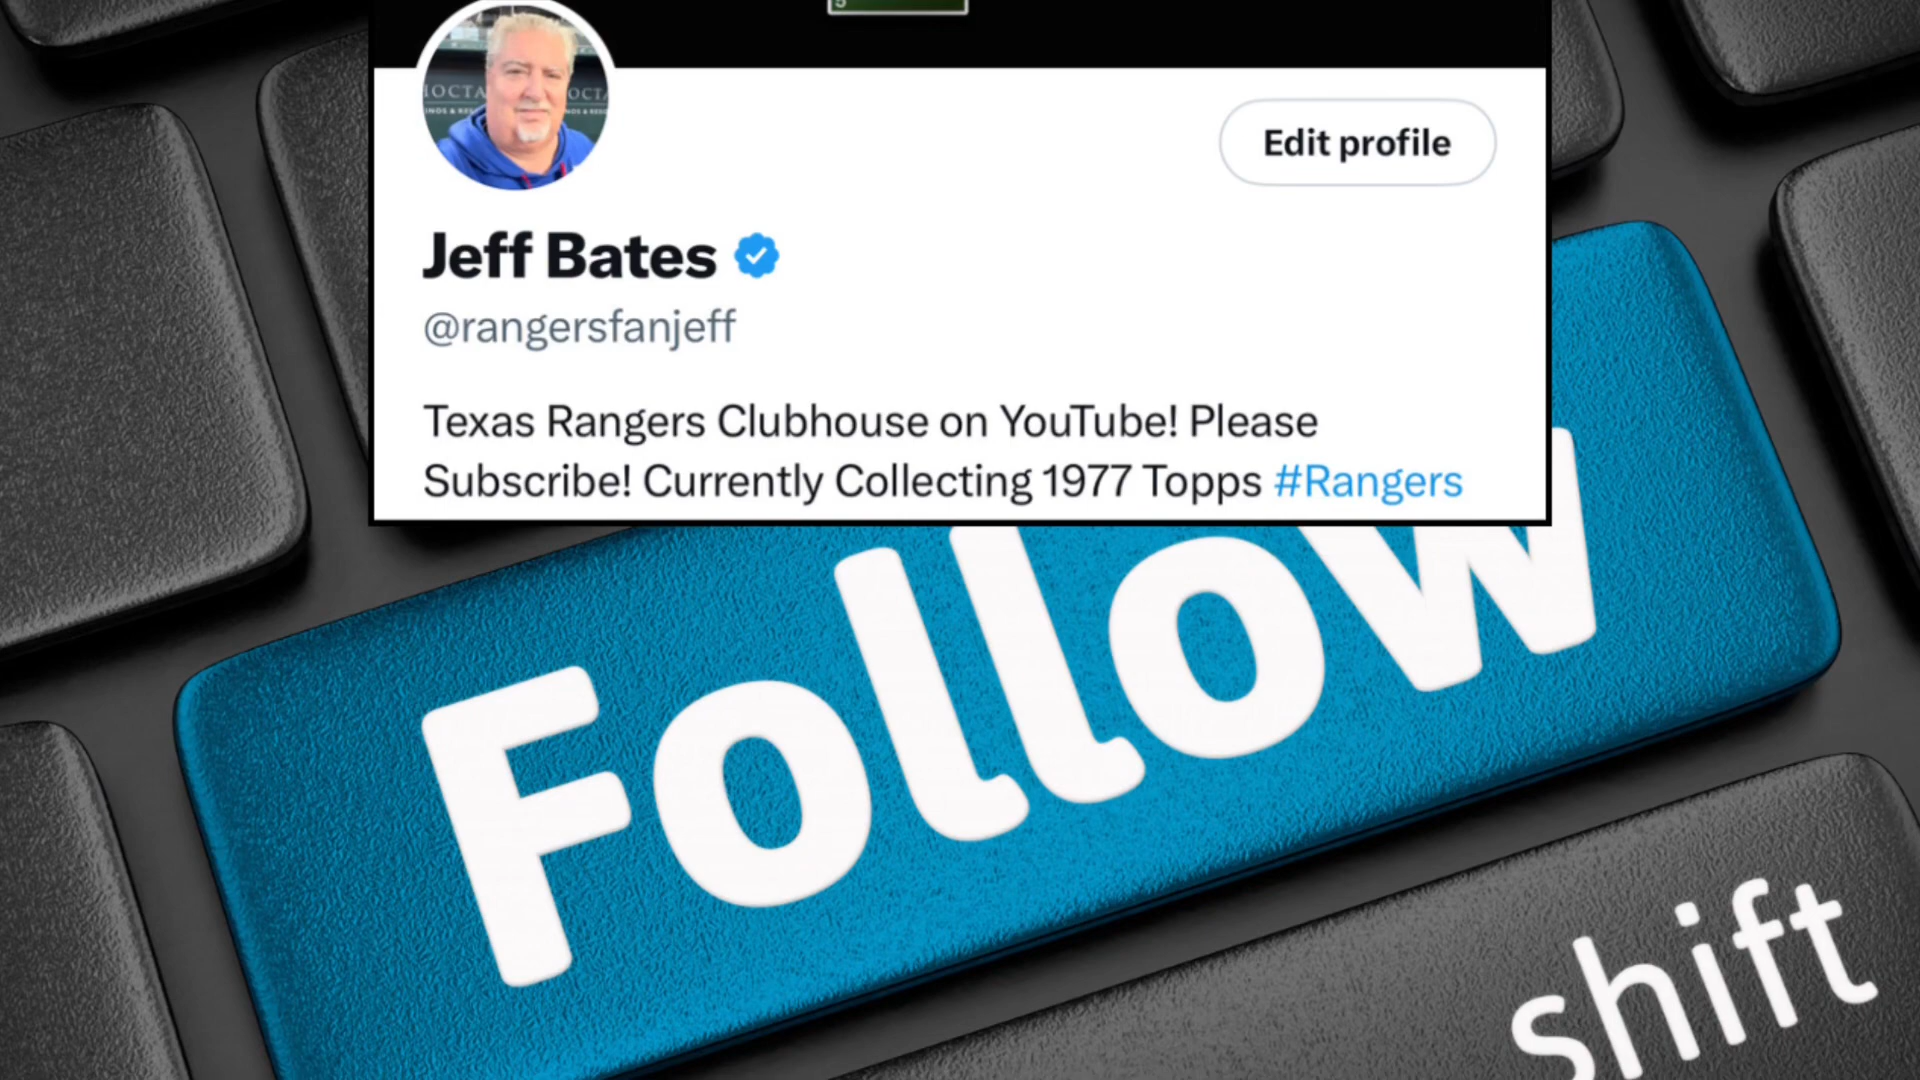 5
Edit profile
Jeff Bates
@rangersfanjeff
Texas Rangers Clubhouse on YouTube! Please
Subscribe! Currently Collecting 1977 Topps #Rangers
Follow
shift